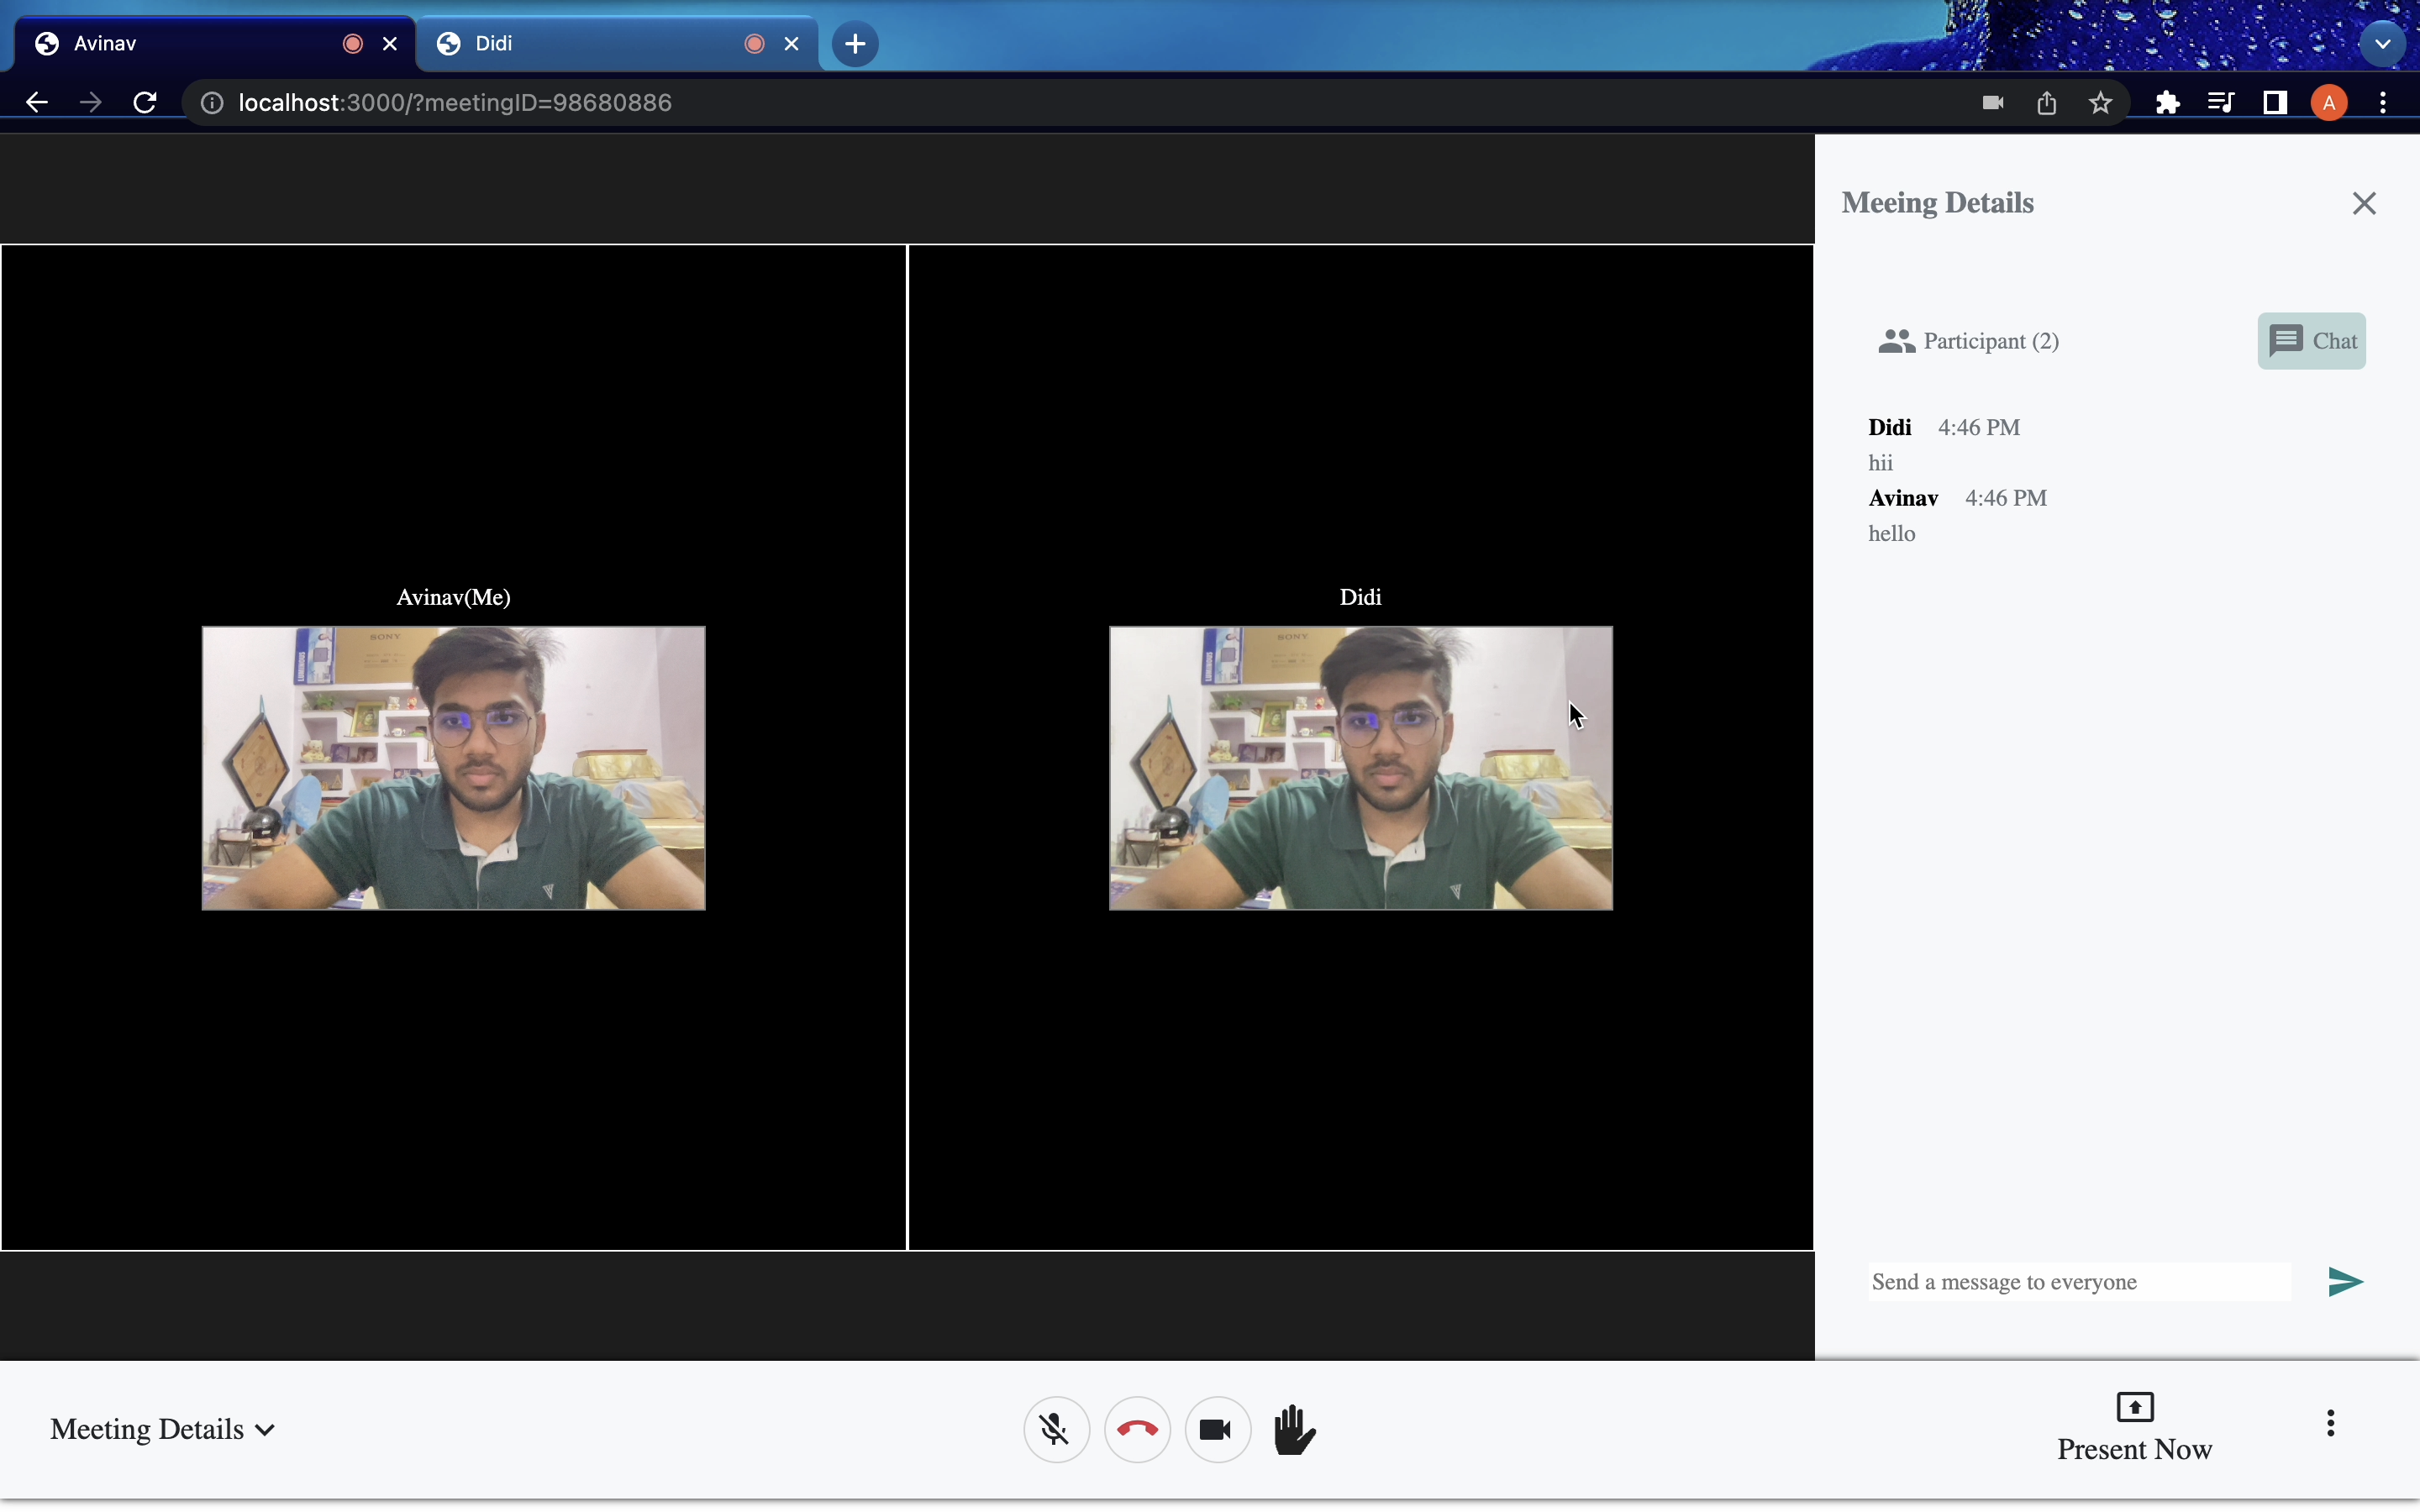 Avinav
Didi
localhost:3000/?meetingID=98680886
A
Meeing Details
Participant (2)
Chat
Didi 4:46 PM
hii
Avinav 4:46 PM
hello
Avinav(Me)
Didi
SONY
SONY
Send a message to everyone
Meeting Details
Present Now